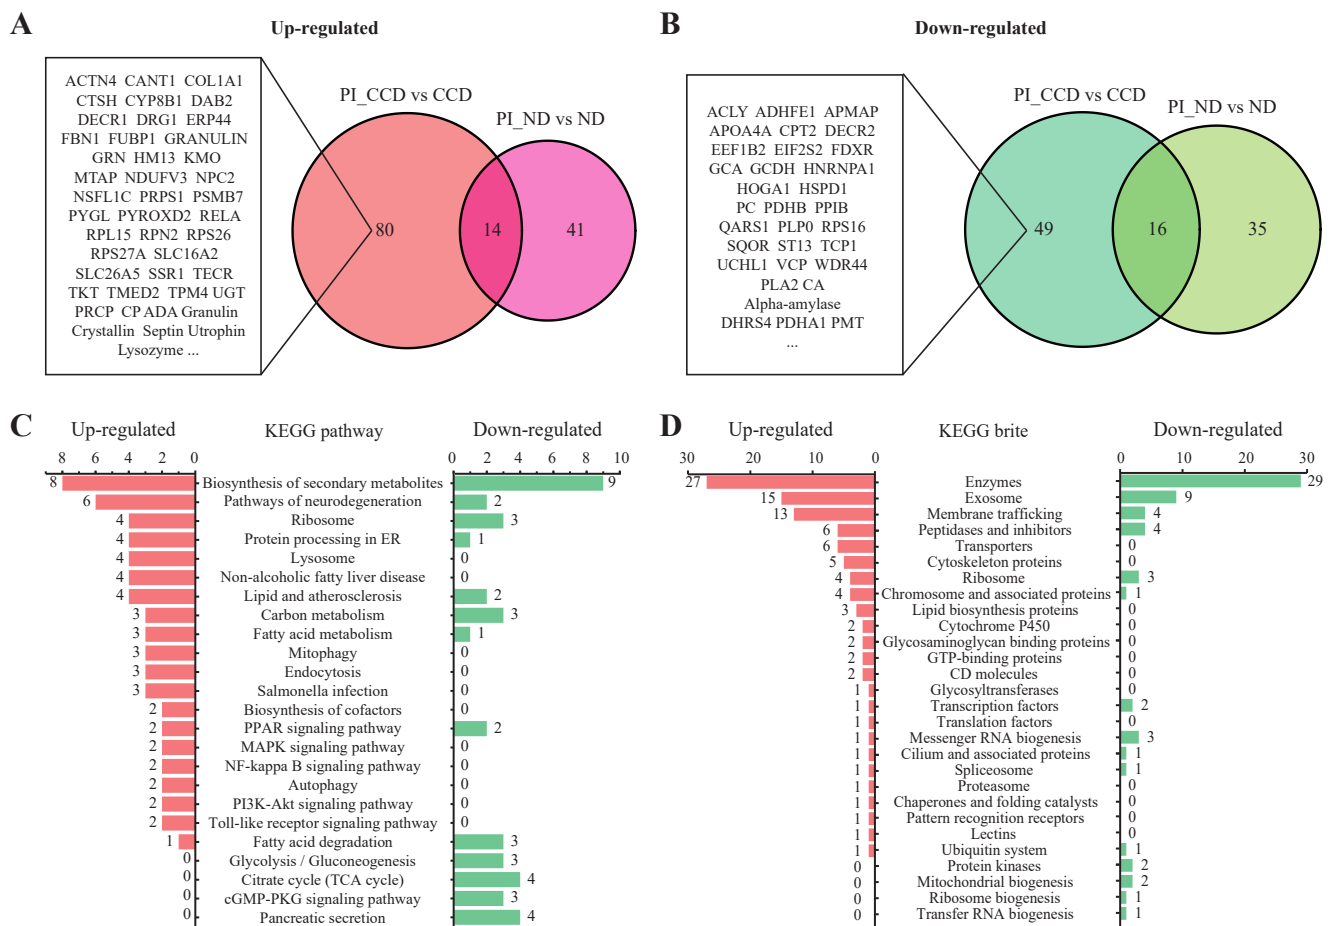 A
Up-regulated
ACTN4 CANT1 COL1A1
CTSH CYP8B1 DAB2
DECR1 DRG1 ERP44
FBN1 FUBP1 GRANULIN
GRN HM13 KMO
MTAP NDUFV3 NPC2
NSFL1C PRPS1 PSMB7
PYGL PYROXD2 RELA
RPL15 RPN2 RPS26
RPS27A SLC16A2
SLC26A5 SSR1 TECR
TKT TMED2 TPM4 UGT
PRCP CP ADA Granulin
Crystallin Septin Utrophin
Lysozyme ...
PI_CCD vs CCD
PI_ND vs ND
80
14
41
B
Down-regulated
ACLY ADHFE1 APMAP
APOA4A CPT2 DECR2
EEF1B2 EIF2S2 FDXR
GCA GCDH HNRNPA1
HOGA1 HSPD1
PC PDHB PPIB
QARS1 PLP0 RPS16
SQOR ST13 TCP1
UCHL1 VCP WDR44
PLA2 CA
Alpha-amylase
DHRS4 PDHA1 PMT
...
PI_CCD vs CCD
PI_ND vs ND
49
16
35
C
Up-regulated KEGG pathway Down-regulated
8 6 4 2 0 0 2 4 6 8 10
8 Biosynthesis of secondary metabolites 9
6 Pathways of neurodegeneration 2
4 Ribosome 3
4 Protein processing in ER 1
4 Lysosome 0
4 Non-alcoholic fatty liver disease 0
4 Lipid and atherosclerosis 2
3 Carbon metabolism 3
3 Fatty acid metabolism 1
3 Mitophagy 0
3 Endocytosis 0
3 Salmonella infection 0
2 Biosynthesis of cofactors 0
2 PPAR signaling pathway 2
2 MAPK signaling pathway 0
2 NF-kappa B signaling pathway 0
2 Autophagy 0
2 PI3K-Akt signaling pathway 0
2 Toll-like receptor signaling pathway 0
1 Fatty acid degradation 3
0 Glycolysis / Gluconeogenesis 3
0 Citrate cycle (TCA cycle) 4
0 cGMP-PKG signaling pathway 3
0 Pancreatic secretion 4
D
Up-regulated KEGG brite Down-regulated
30 20 10 0 0 10 20 30
27 Enzymes 29
15 Exosome 9
13 Membrane trafficking 4
6 Peptidases and inhibitors 4
6 Transporters 0
5 Cytoskeleton proteins 0
4 Ribosome 3
4 Chromosome and associated proteins 1
3 Lipid biosynthesis proteins 0
2 Cytochrome P450 0
2 Glycosaminoglycan binding proteins 0
2 GTP-binding proteins 0
2 CD molecules 0
1 Glycosyltransferases 0
1 Transcription factors 2
1 Translation factors 0
1 Messenger RNA biogenesis 3
1 Cilium and associated proteins 1
1 Spliceosome 1
1 Proteasome 0
1 Chaperones and folding catalysts 0
1 Pattern recognition receptors 0
1 Lectins 0
1 Ubiquitin system 1
0 Protein kinases 2
0 Mitochondrial biogenesis 2
0 Ribosome biogenesis 1
0 Transfer RNA biogenesis 1